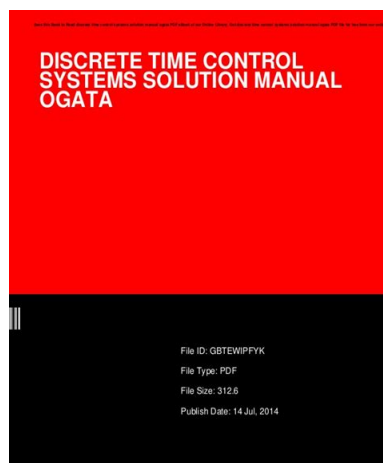 DISCRETE TIME CONTROL
SYSTEMS SOLUTION MANUAL
OGATA
File ID: GBTEWIPFYK
File Type: PDF
File Size: 312.6
Publish Date: 14 Jul, 2014